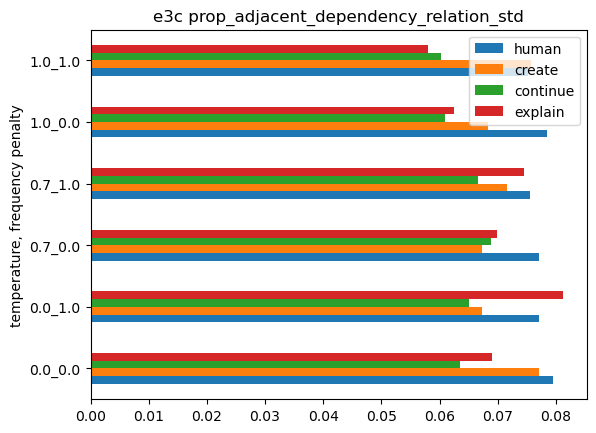 e3c prop_adjacent_dependency_relation_std
human
create
continue
explain
temperature, frequency penalty
1.0_1.0
1.0_0.0
0.7_1.0
0.7_0.0
0.0_1.0
0.0_0.0
0.00 0.01 0.02 0.03 0.04 0.05 0.06 0.07 0.08